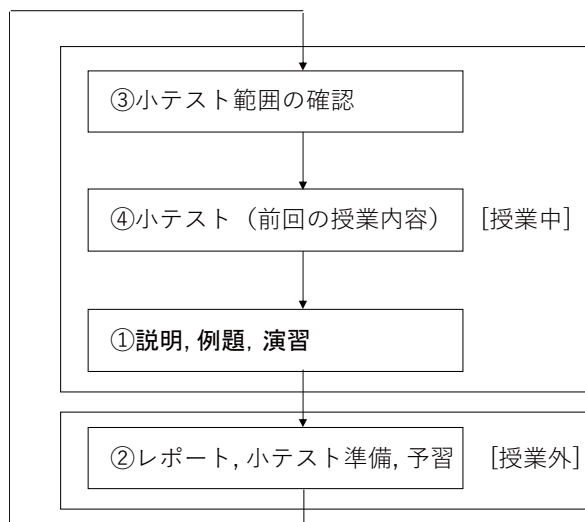 ③小テスト範囲の確認
④小テスト（前回の授業内容） [授業中]
①説明, 例題, 演習
②レポート, 小テスト準備, 予習 [授業外]